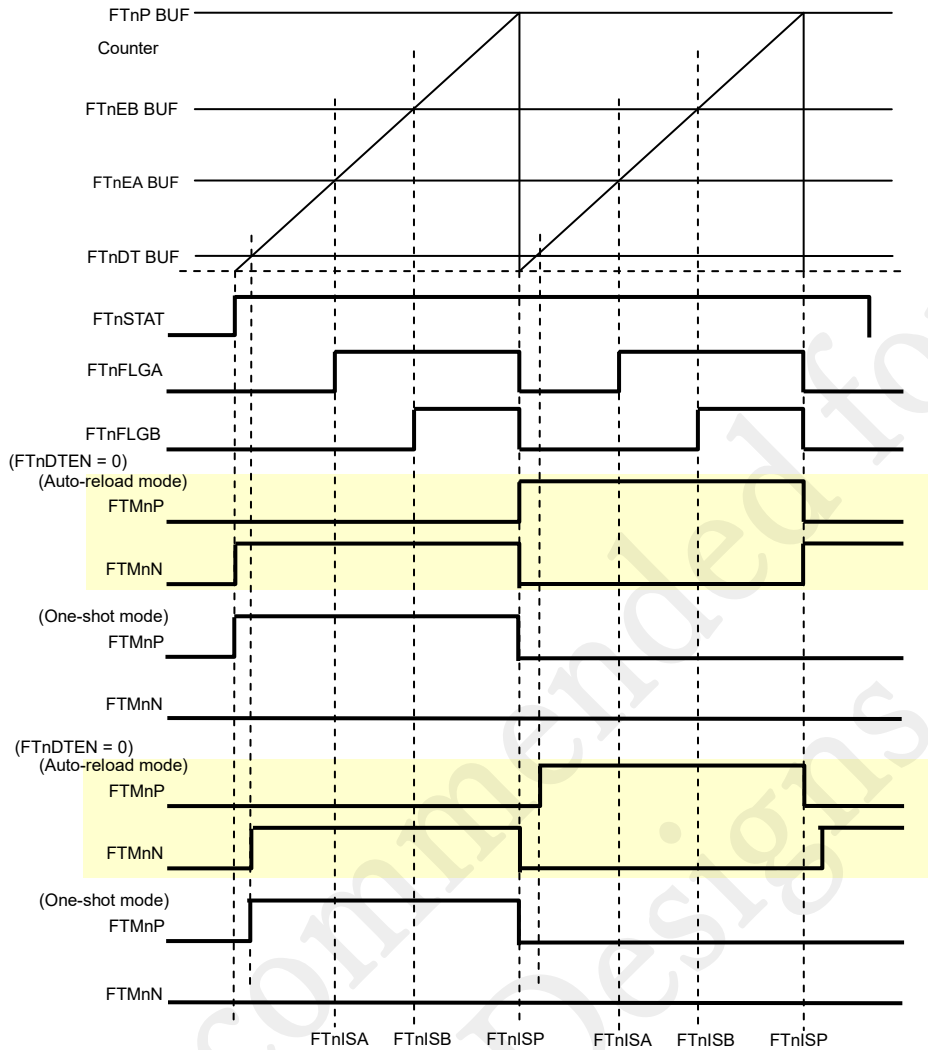 FTnP BUF
Counter
FTnEB BUF
FTnEA BUF
FTnDT BUF
FTnSTAT
FTnFLGA
FTnFLGB
(FTnDTEN = 0)
(Auto-reload mode)
FTMnP
FTMnN
(One-shot mode)
FTMnP
FTMnN
(FTnDTEN = 0)
(Auto-reload mode)
FTMnP
FTMnN
(One-shot mode)
FTMnP
FTMnN
FTnISA FTnISB FTnISP FTnISA FTnISB FTnISP